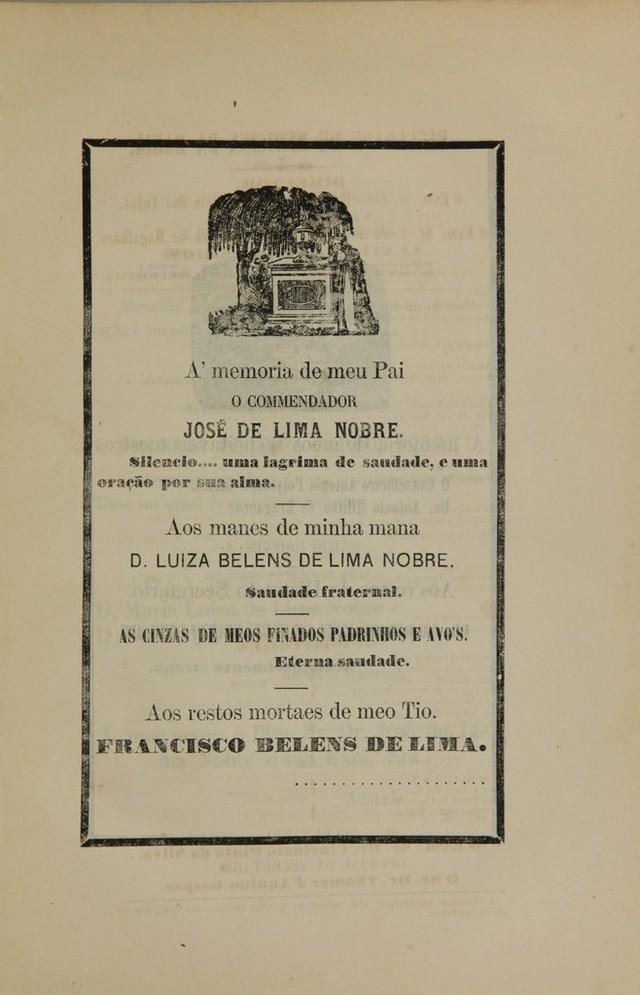 A' memoria de meu Pai
O COMMENDADOR
JOSÉ DE LIMA NOBRE.
Silencio.... uma lagrima de saudade, e uma
oração por sua alma.
Aos manes de minha mana
D. LUIZA BELENS DE LIMA NOBRE.
Saudade fraternal.
AS CINZAS DE MEOS FINADOS PADRINHOS E AVO'S.
Eterna saudade.
Aos restos mortaes de meo Tio.
FRANCISCO BELENS DE LIMA.
....................